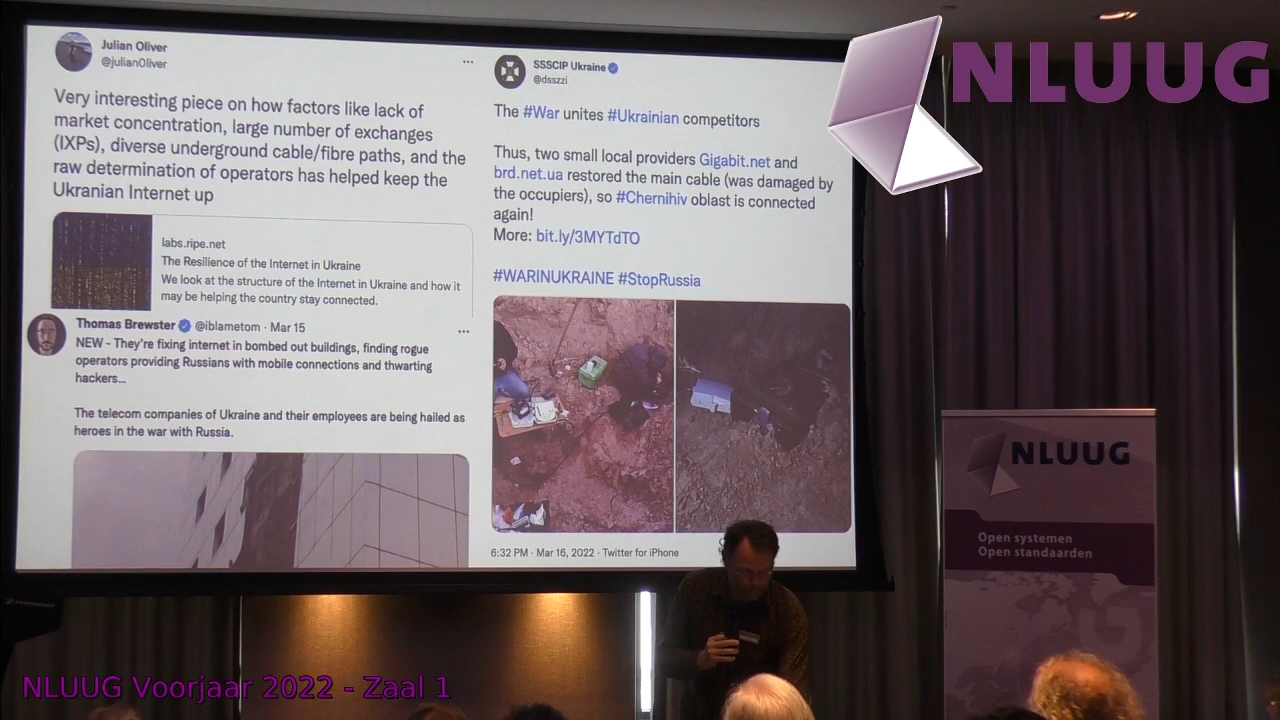 Julian Oliver
@julian0liver
Very interesting piece on how factors like lack of
market concentration, large number of exchanges
(IXPs), diverse underground cable/fibre paths, and the
raw determination of operators has helped keep the
Ukranian Internet up
labs.ripe.net
The Resilience of the Internet in Ukraine
We look at the structure of the Internet in Ukraine and how it
may be helping the country stay connected.
Thomas Brewster @iblametom · Mar 15
NEW - They're fixing internet in bombed out buildings, finding rogue
operators providing Russians with mobile connections and thwarting
hackers...
The telecom companies of Ukraine and their employees are being hailed as
heroes in the war with Russia.
SSSCIP Ukraine
@dsszzi
The #War unites #Ukrainian competitors
Thus, two small local providers Gigabit.net and
brd.net.ua restored the main cable (was damaged by
the occupiers), so #Chernihiv oblast is connected
again!
More: bit.ly/3MYTdTO
#WARINUKRAINE #StopRussia
6:32 PM · Mar 16, 2022 · Twitter for iPhone
NLUUG
NLUUG
Open systemen
Open standaarden
NLUUG Voorjaar 2022 - Zaal 1